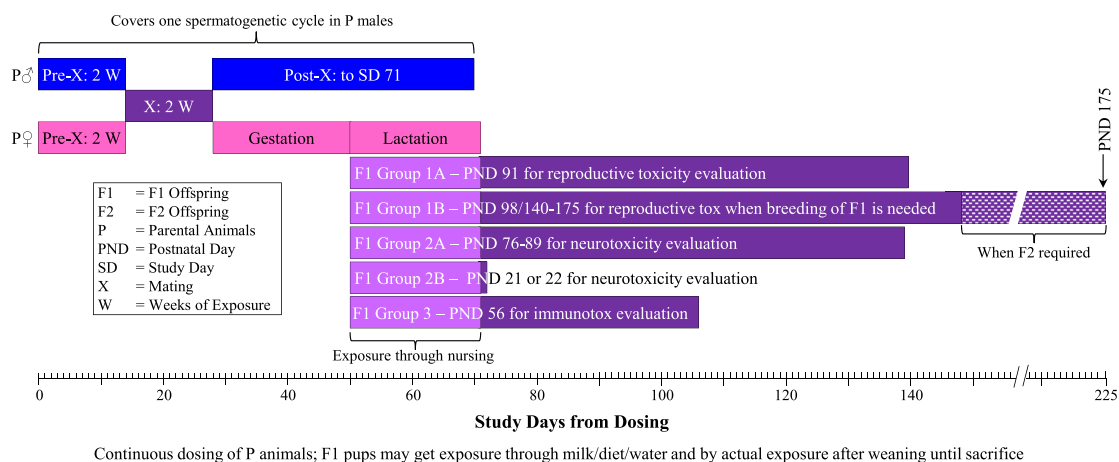 Covers one spermatogenetic cycle in P males
P♂
Pre-X: 2 W
Post-X: to SD 71
X: 2 W
P♀
Pre-X: 2 W
Gestation
Lactation
PND 175
F1 Group 1A – PND 91 for reproductive toxicity evaluation
F1 Group 1B – PND 98/140-175 for reproductive tox when breeding of F1 is needed
F1 Group 2A – PND 76-89 for neurotoxicity evaluation
When F2 required
F1 Group 2B – PND 21 or 22 for neurotoxicity evaluation
F1 Group 3 – PND 56 for immunotox evaluation
Exposure through nursing
F1 = F1 Offspring
F2 = F2 Offspring
P = Parental Animals
PND = Postnatal Day
SD = Study Day
X = Mating
W = Weeks of Exposure
0 20 40 60 80 100 120 140 225
Study Days from Dosing
Continuous dosing of P animals; F1 pups may get exposure through milk/diet/water and by actual exposure after weaning until sacrifice